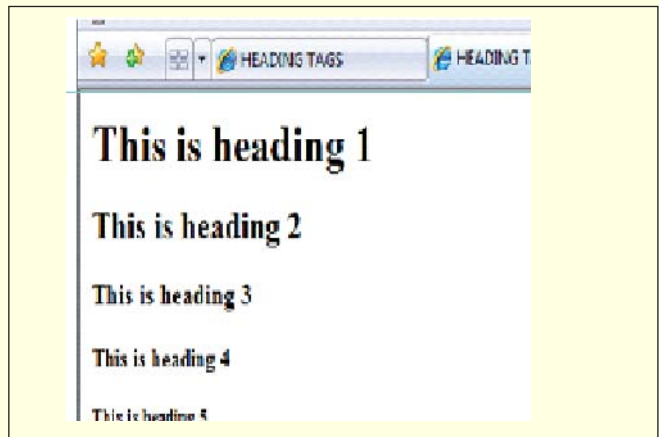 HEADING TAGS HEADING T
This is heading 1
This is heading 2
This is heading 3
This is heading 4
This is heading 5